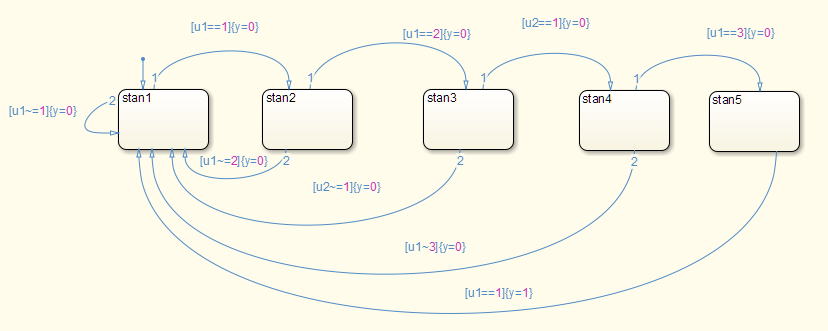 [u1==1]{y=0}
[u1==2]{y=0}
[u2==1]{y=0}
[u1==3]{y=0}
1
1
1
1
stan1
stan2
stan3
stan4
stan5
2
[u1~=1]{y=0}
[u1~=2]{y=0}
2
2
2
[u2~=1]{y=0}
[u1~3]{y=0}
[u1==1]{y=1}